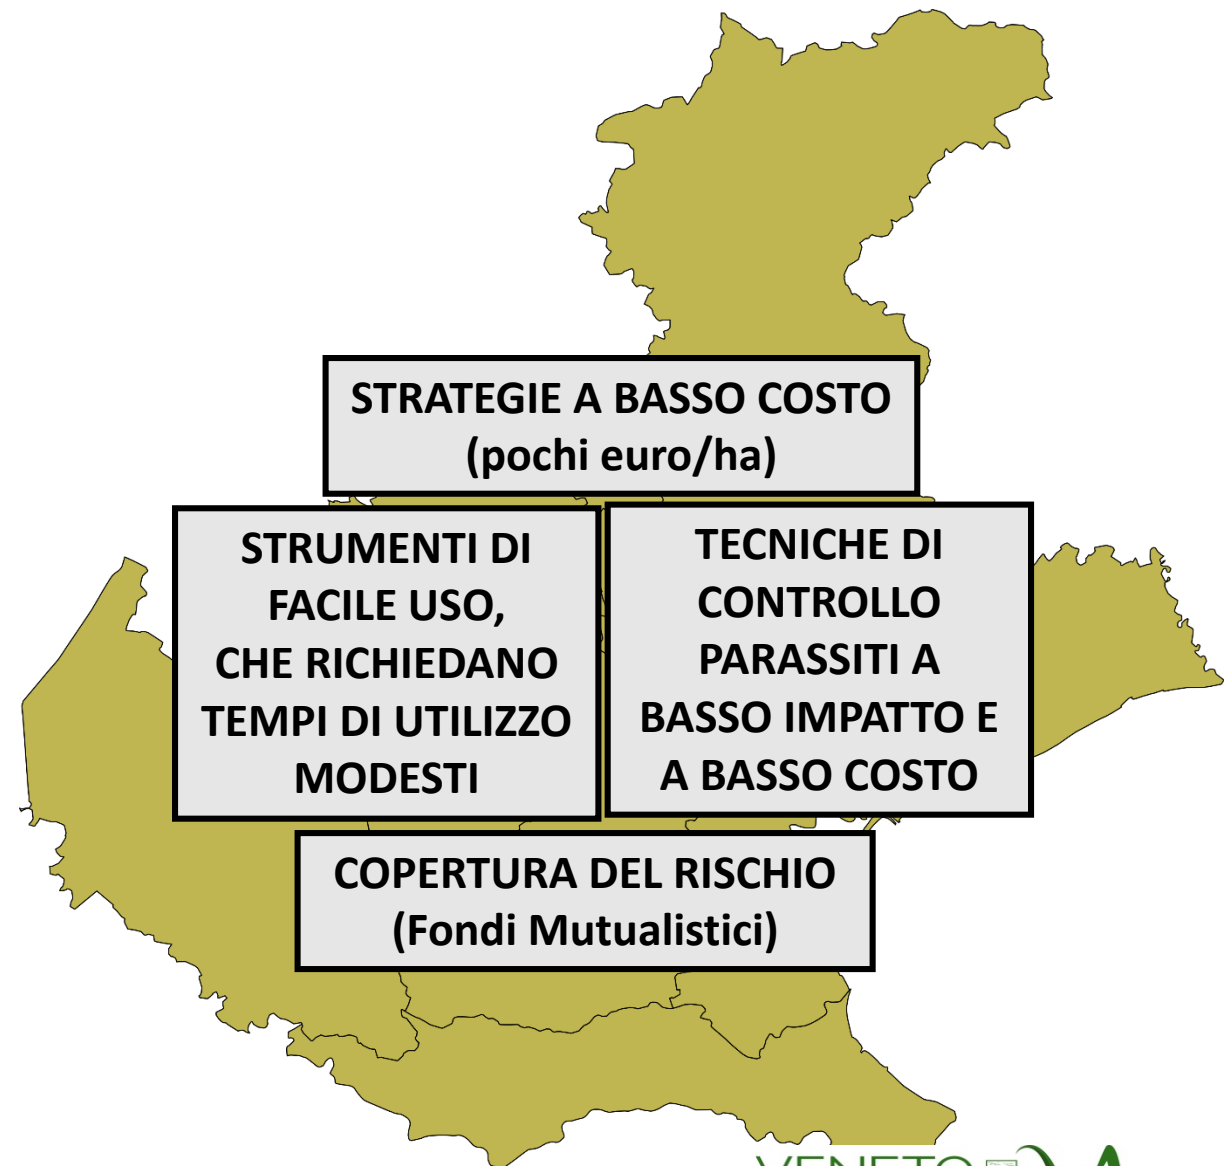 STRATEGIE A BASSO COSTO
(pochi euro/ha)
STRUMENTI DI
FACILE USO,
CHE RICHIEDANO
TEMPI DI UTILIZZO
MODESTI
TECNICHE DI
CONTROLLO
PARASSITI A
BASSO IMPATTO E
A BASSO COSTO
COPERTURA DEL RISCHIO
(Fondi Mutualistici)
VENETO